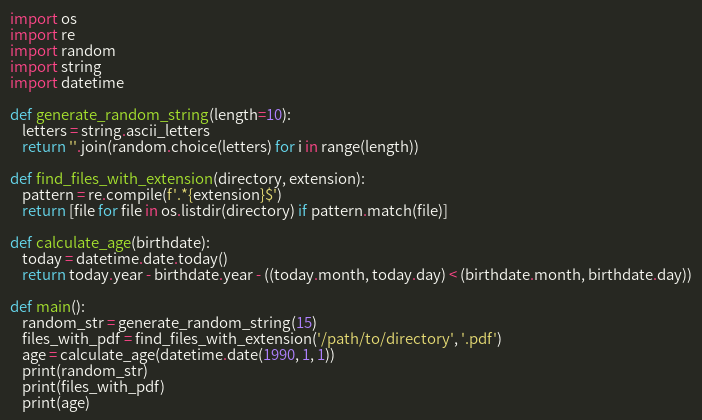 import os
import re
import random
import string
import datetime

def generate_random_string(length=10):
    letters = string.ascii_letters
    return ''.join(random.choice(letters) for i in range(length))

def find_files_with_extension(directory, extension):
    pattern = re.compile(f'.*{extension}$')
    return [file for file in os.listdir(directory) if pattern.match(file)]

def calculate_age(birthdate):
    today = datetime.date.today()
    return today.year - birthdate.year - ((today.month, today.day) < (birthdate.month, birthdate.day))

def main():
    random_str = generate_random_string(15)
    files_with_pdf = find_files_with_extension('/path/to/directory', '.pdf')
    age = calculate_age(datetime.date(1990, 1, 1))
    print(random_str)
    print(files_with_pdf)
    print(age)